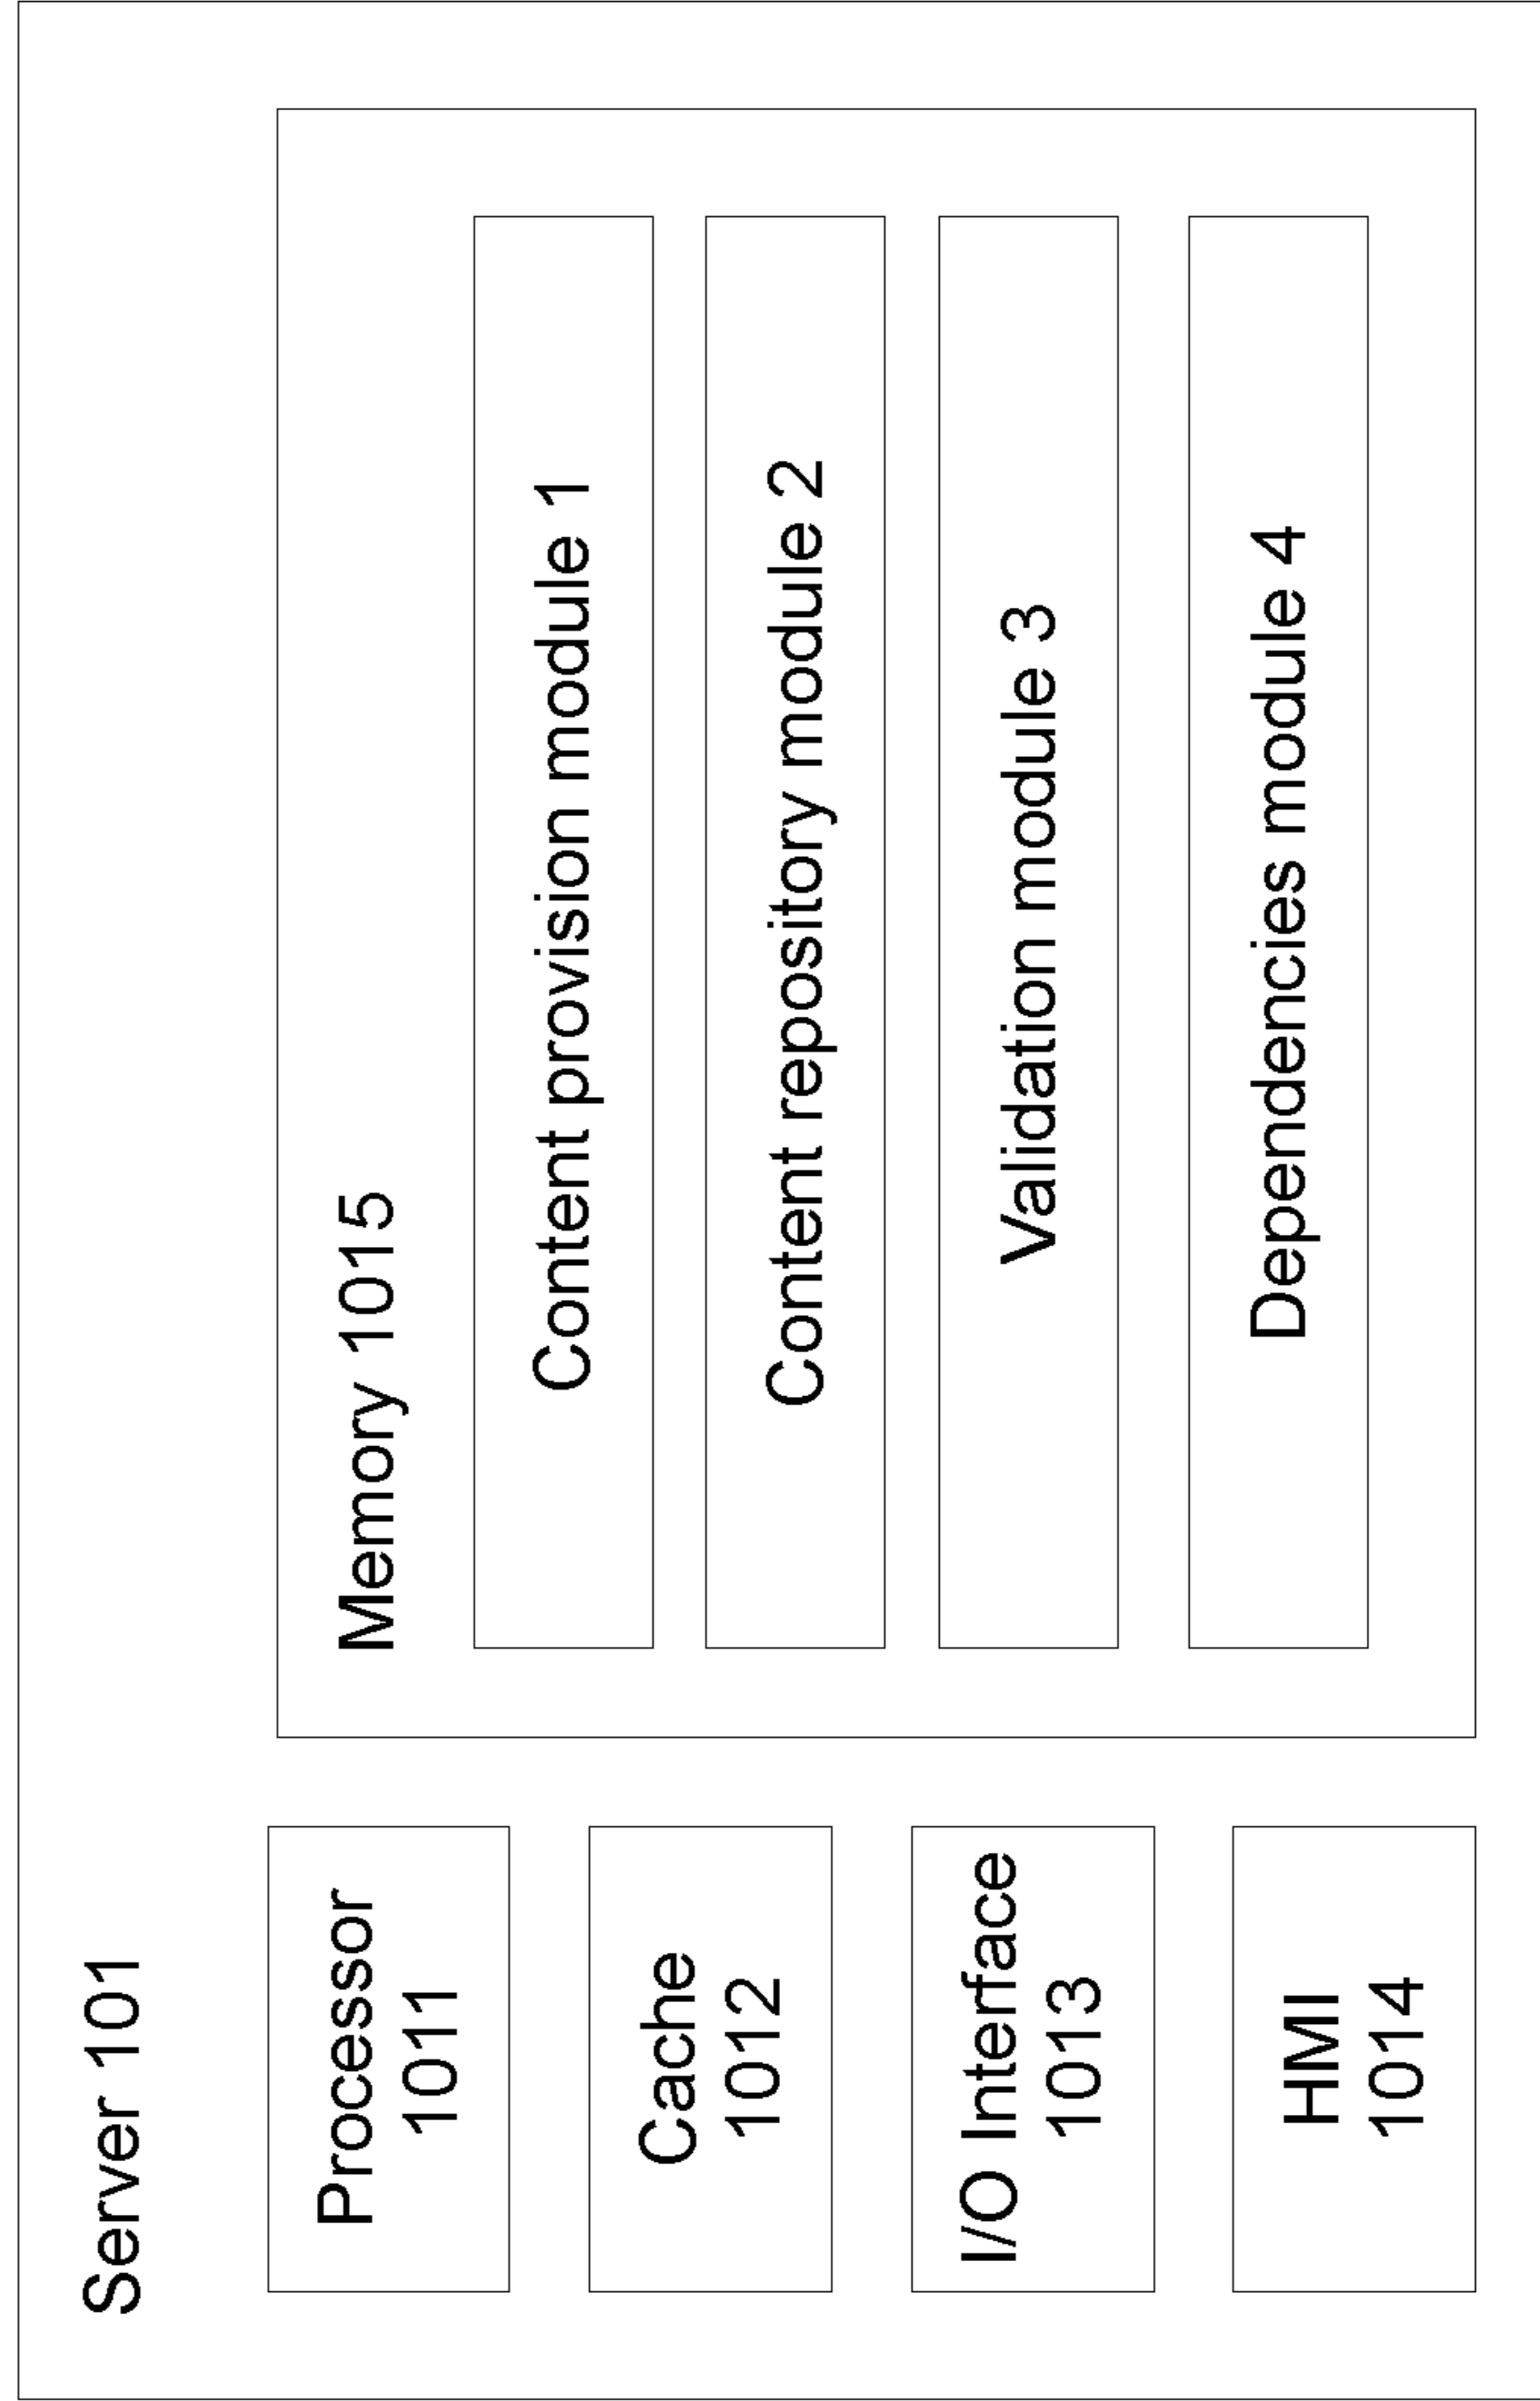 Server 101
Processor
1011
Cache
1012
I/O Interface
1013
HMI
1014
Memory 1015
Content provision module 1
Content repository module 2
Validation module 3
Dependencies module 4